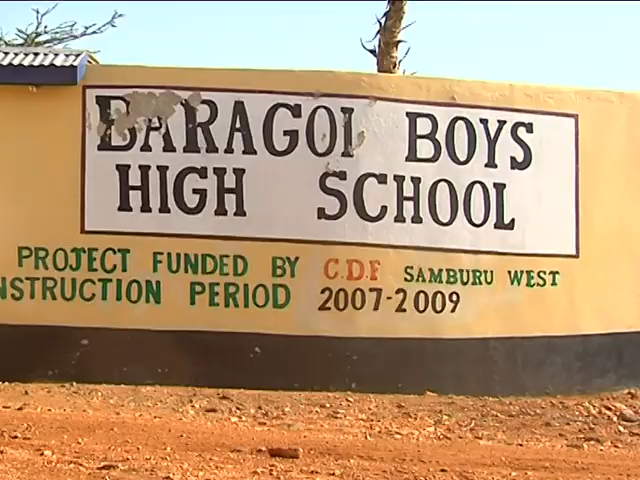 BARAGOI BOYS
HIGH SCHOOL
PROJECT FUNDED BY C.D.F SAMBURU WEST
NSTRUCTION PERIOD 2007-2009